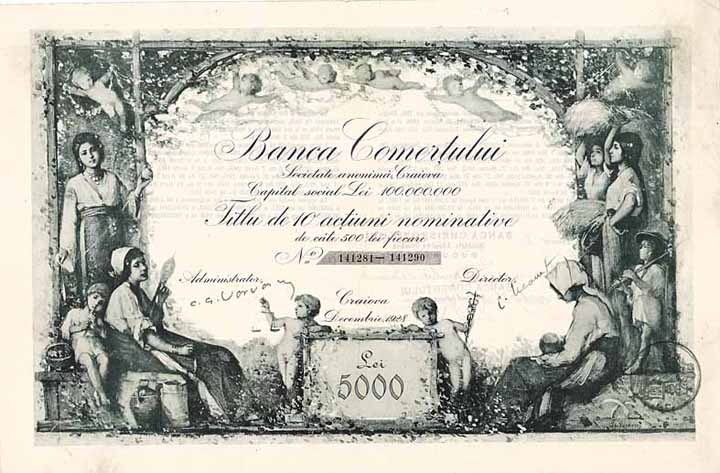 Banca Comerțului
Societate anonimă, Craiova
Capital social Lei 100.000.000
Titlu de 10 acțiuni nominative
de câte 500 lei fiecare
No 141281—141290
Administrator, Director,
Craiova
Decembrie, 1928
Lei
5000